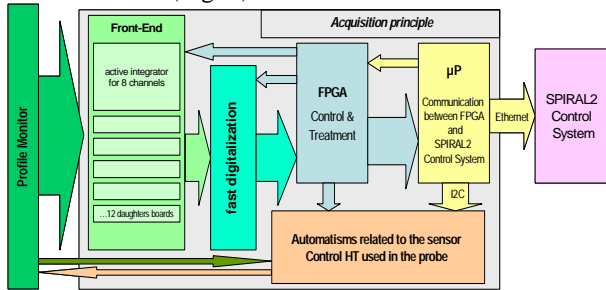 Acquisition principle
Profile Monitor
Front-End
active integrator
for 8 channels
...12 daughters boards
fast digitalization
FPGA
Control &
Treatment
µP
Communication
between FPGA
and
SPIRAL2
Control System
Ethernet
SPIRAL2
Control
System
I2C
Automatisms related to the sensor
Control HT used in the probe